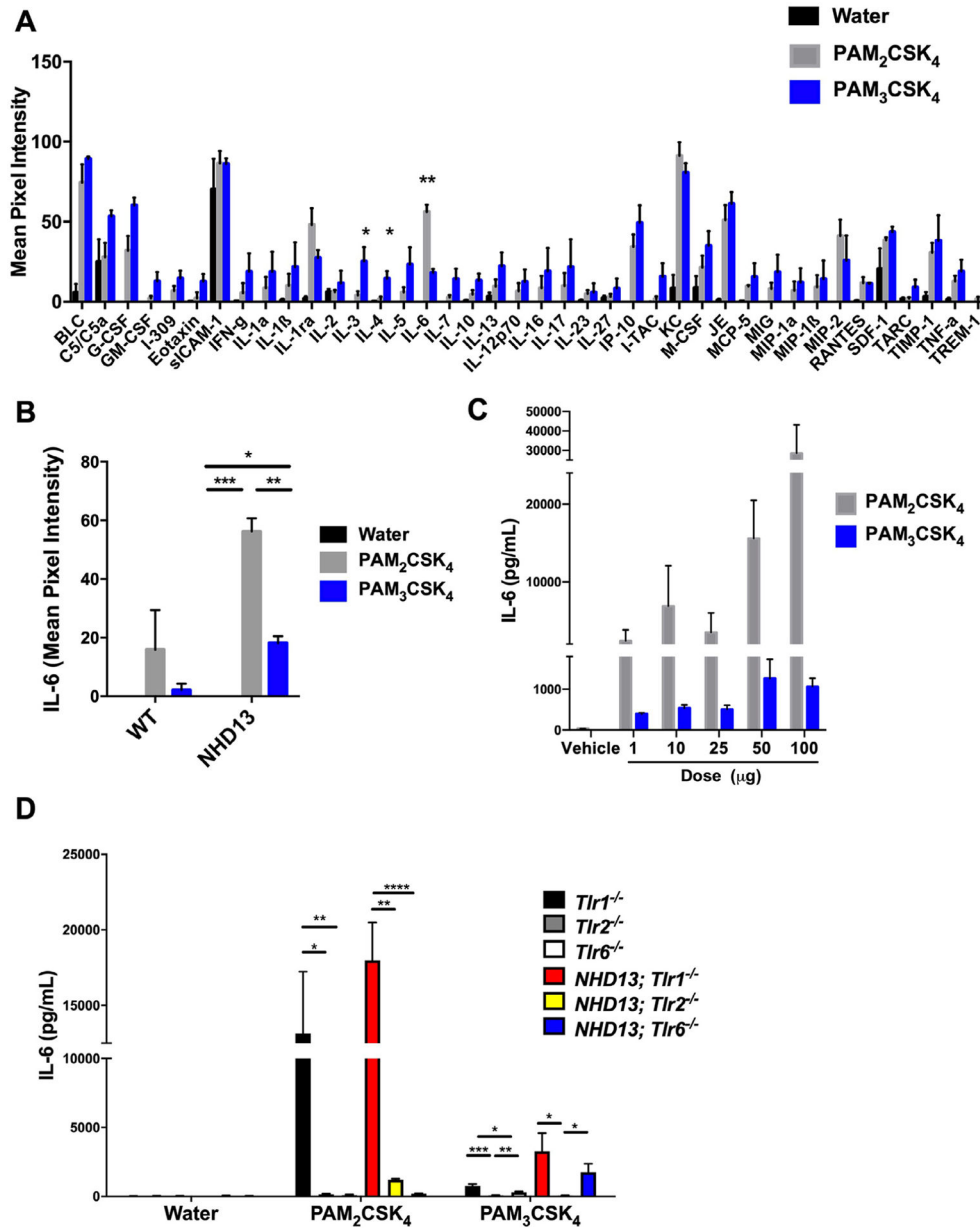 A
Water
PAM₂CSK₄
PAM₃CSK₄
Mean Pixel Intensity
150
100
50
0
*
*
**
BLC
C5/C5a
G-CSF
GM-CSF
I-309
Eotaxin
sICAM-1
IFN-g
IL-1a
IL-1ß
IL-1ra
IL-2
IL-3
IL-4
IL-5
IL-6
IL-7
IL-10
IL-13
IL-12p70
IL-16
IL-17
IL-23
IL-27
IP-10
I-TAC
KC
M-CSF
JE
MCP-5
MIG
MIP-1a
MIP-1ß
MIP-2
RANTES
SDF-1
TARC
TIMP-1
TNF-a
TREM-1
B
IL-6 (Mean Pixel Intensity)
80
60
40
20
0
*
***
**
WT
NHD13
Water
PAM₂CSK₄
PAM₃CSK₄
C
IL-6 (pg/mL)
50000
40000
30000
20000
10000
1000
0
Vehicle 1 10 25 50 100
Dose (µg)
PAM₂CSK₄
PAM₃CSK₄
D
IL-6 (pg/mL)
25000
20000
15000
10000
5000
0
**
*
****
**
*
***
**
*
*
Water
PAM₂CSK₄
PAM₃CSK₄
Tlr1⁻/⁻
Tlr2⁻/⁻
Tlr6⁻/⁻
NHD13; Tlr1⁻/⁻
NHD13; Tlr2⁻/⁻
NHD13; Tlr6⁻/⁻